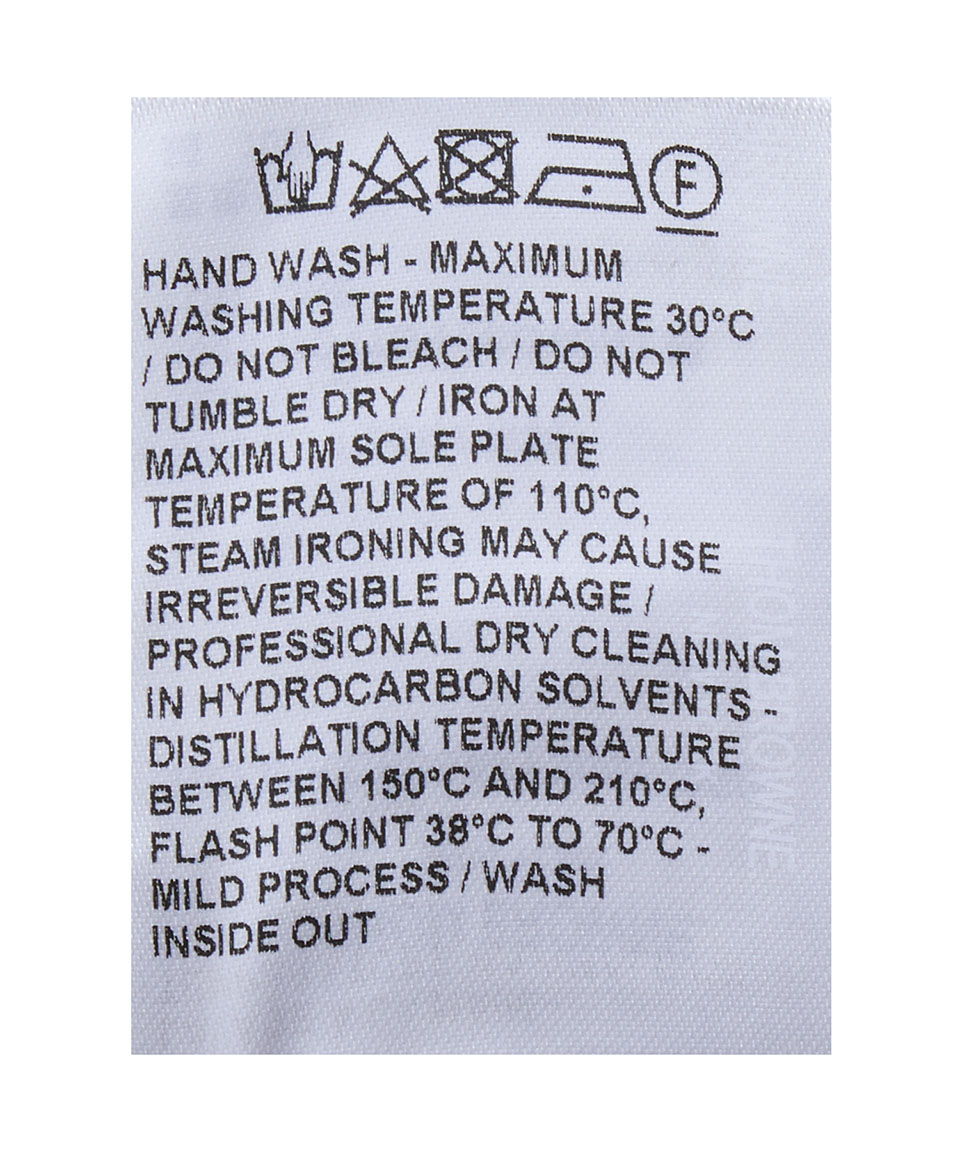 F
HAND WASH - MAXIMUM
WASHING TEMPERATURE 30°C
/ DO NOT BLEACH / DO NOT
TUMBLE DRY / IRON AT
MAXIMUM SOLE PLATE
TEMPERATURE OF 110°C,
STEAM IRONING MAY CAUSE
IRREVERSIBLE DAMAGE /
PROFESSIONAL DRY CLEANING
IN HYDROCARBON SOLVENTS -
DISTILLATION TEMPERATURE
BETWEEN 150°C AND 210°C,
FLASH POINT 38°C TO 70°C -
MILD PROCESS / WASH
INSIDE OUT